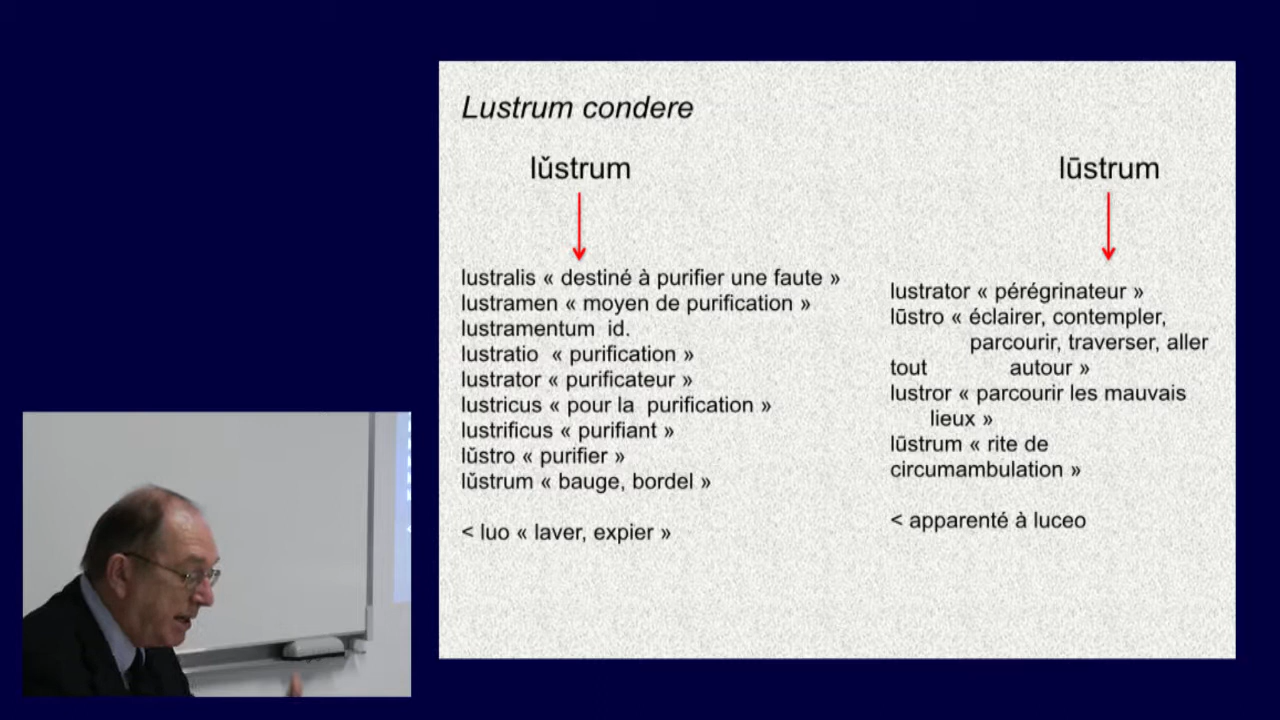 Lustrum condere
lŭstrum
lustralis « destiné à purifier une faute »
lustramen « moyen de purification »
lustramentum id.
lustratio « purification »
lustrator « purificateur »
lustricus « pour la purification »
lustrificus « purifiant »
lŭstro « purifier »
lŭstrum « bauge, bordel »
< luo « laver, expier »
lūstrum
lustrator « pérégrinateur »
lūstro « éclairer, contempler,
parcourir, traverser, aller
tout autour »
lustror « parcourir les mauvais
lieux »
lūstrum « rite de
circumambulation »
< apparenté à luceo